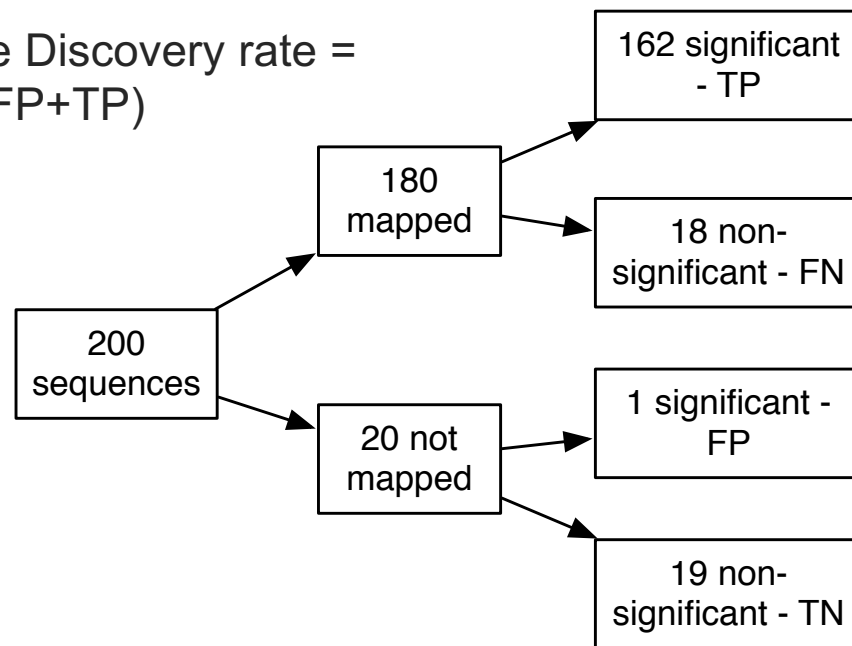 e Discovery rate =
FP+TP)
162 significant
- TP
180
mapped
18 non-
significant - FN
200
sequences
1 significant -
FP
20 not
mapped
19 non-
significant - TN